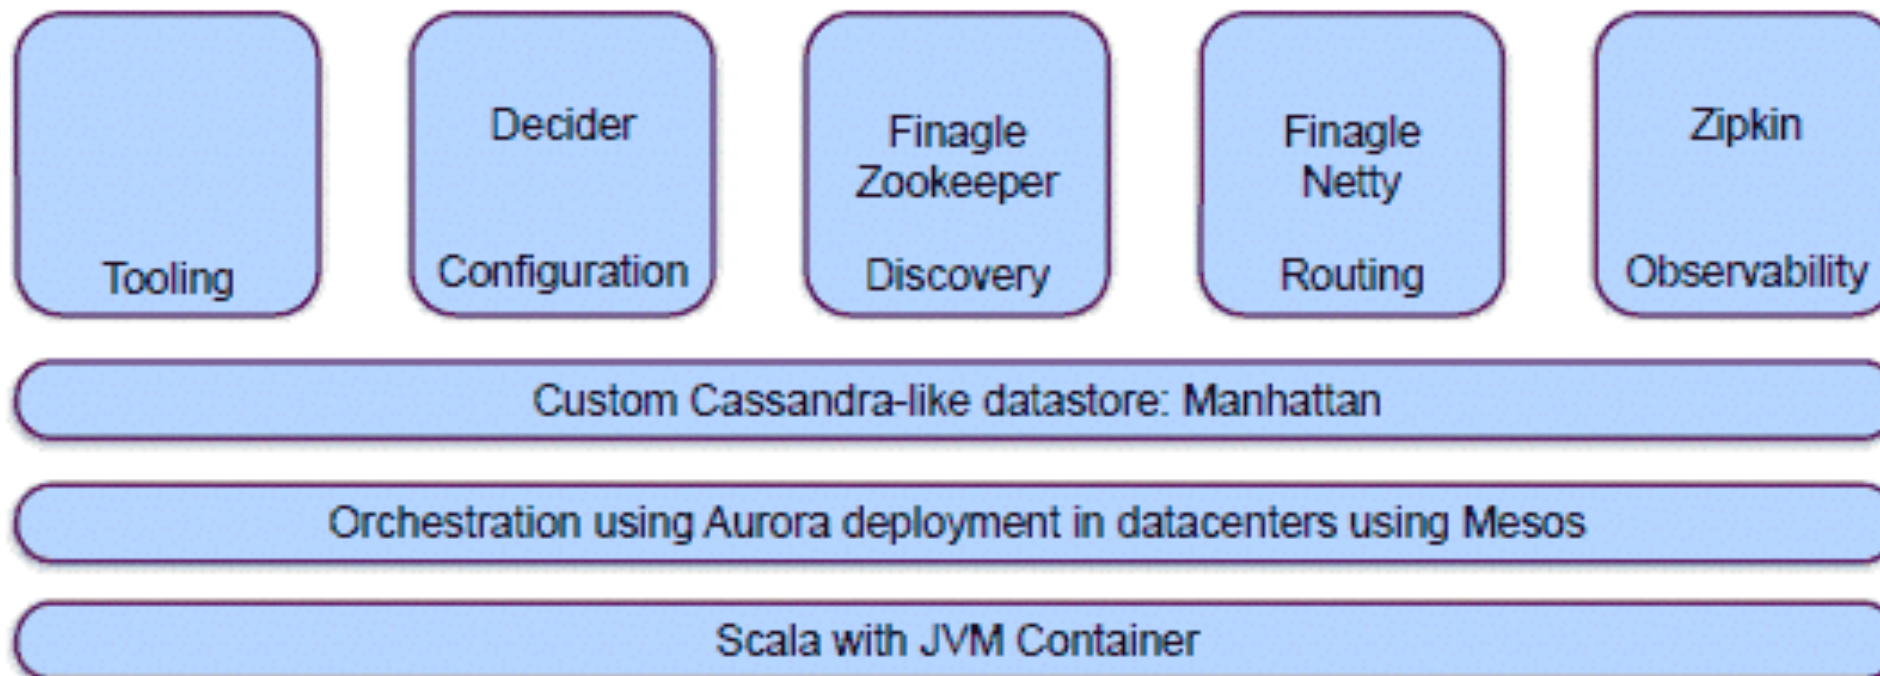 Tooling
Decider
Configuration
Finagle
Zookeeper
Discovery
Finagle
Netty
Routing
Zipkin
Observability
Custom Cassandra-like datastore: Manhattan
Orchestration using Aurora deployment in datacenters using Mesos
Scala with JVM Container